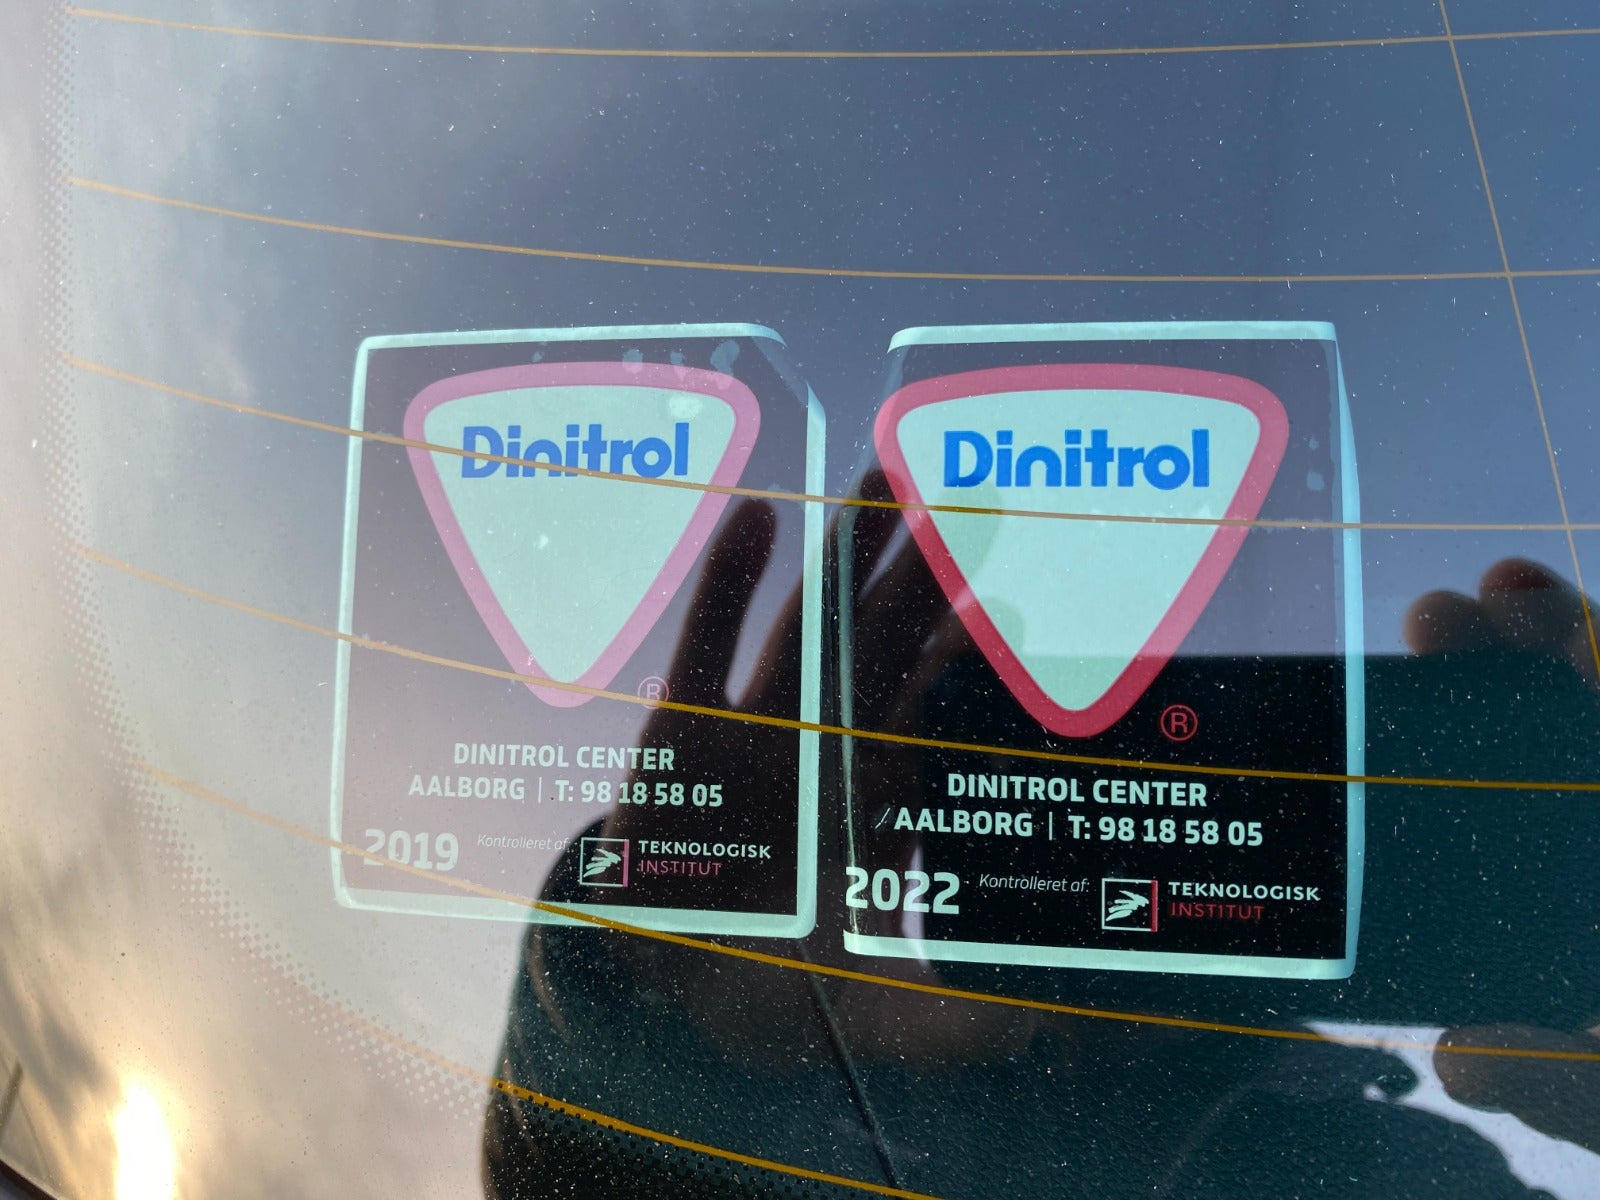 Dinitrol
®
DINITROL CENTER
AALBORG | T: 98 18 58 05
2019 Kontrolleret af: TEKNOLOGISK
INSTITUT
Dinitrol
®
DINITROL CENTER
AALBORG | T: 98 18 58 05
2022 Kontrolleret af: TEKNOLOGISK
INSTITUT